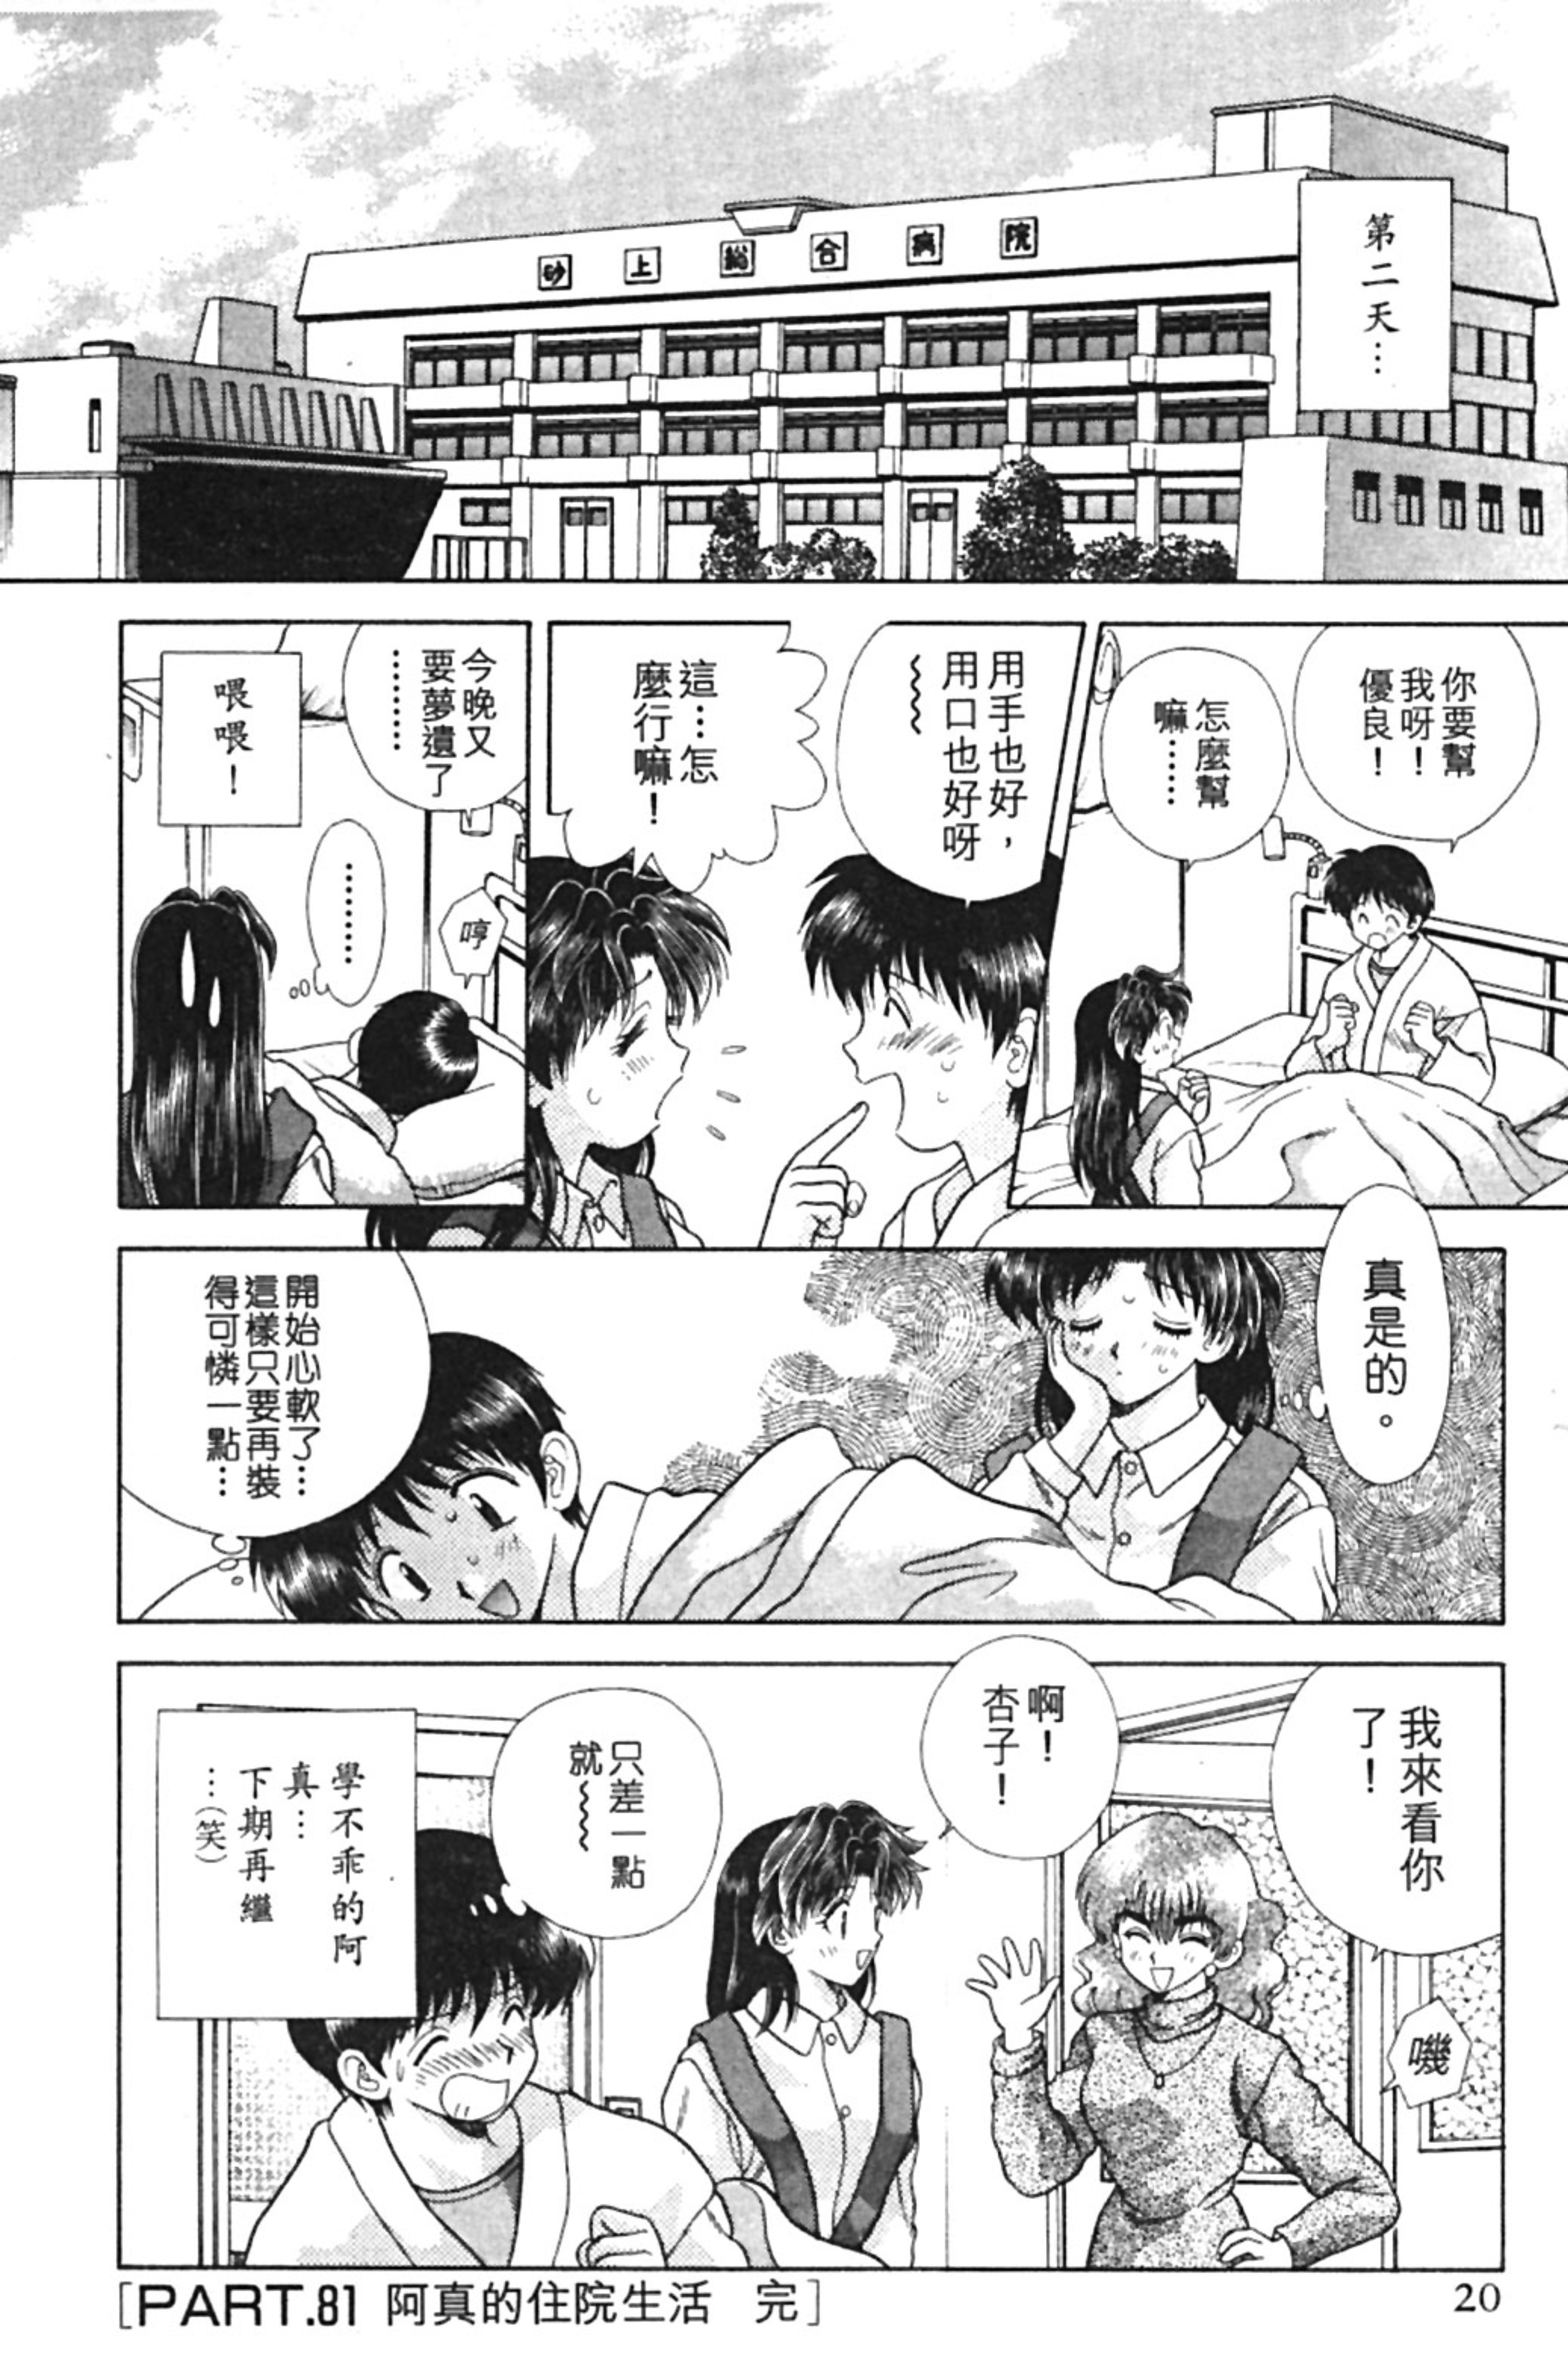 砂上総合病院
第二天…
你要幫
我呀！
優良！
怎麼幫
嘛……
用手也好，
用口也好呀
～～～
這…怎
麼行嘛！
今晚又
要夢遺了
………
哼
………
喂喂！
真是的。
開始心軟了…
這樣只要再裝
得可憐一點…
我來看你
了！
嘰
啊！
杏子！
只差一點
就～～～
學不乖的阿
真…
下期再繼
…（笑）
［PART.81 阿真的住院生活 完］
20